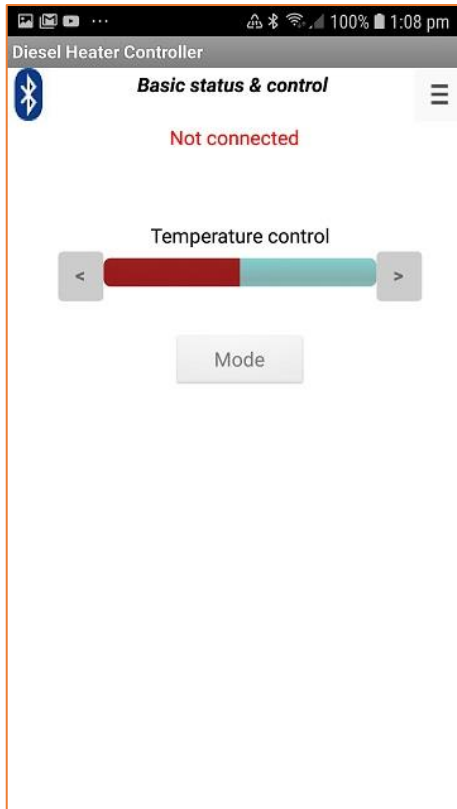 100% 1:08 pm
Diesel Heater Controller
Basic status & control
Not connected
Temperature control
< >
Mode